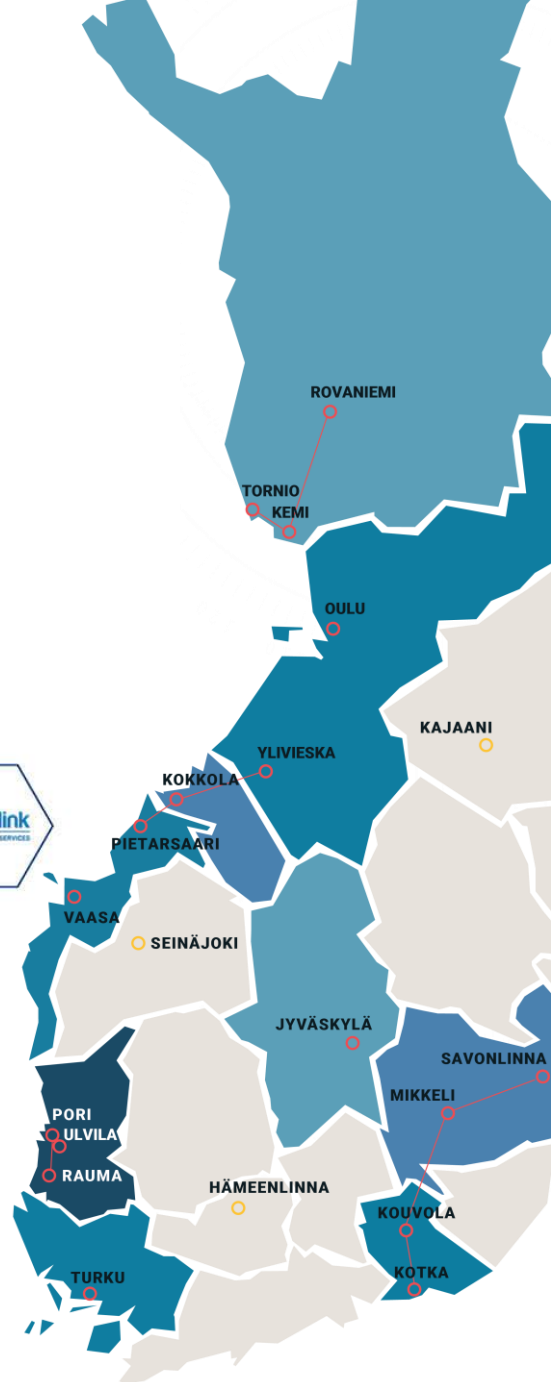 ROVANIEMI
TORNIO
KEMI
OULU
KAJAANI
YLIVIESKA
KOKKOLA
link
SERVICES
PIETARSAARI
VAASA
SEINÄJOKI
JYVÄSKYLÄ
SAVONLINNA
MIKKELI
PORI
ULVILA
RAUMA
HÄMEENLINNA
KOUVOLA
TURKU
KOTKA